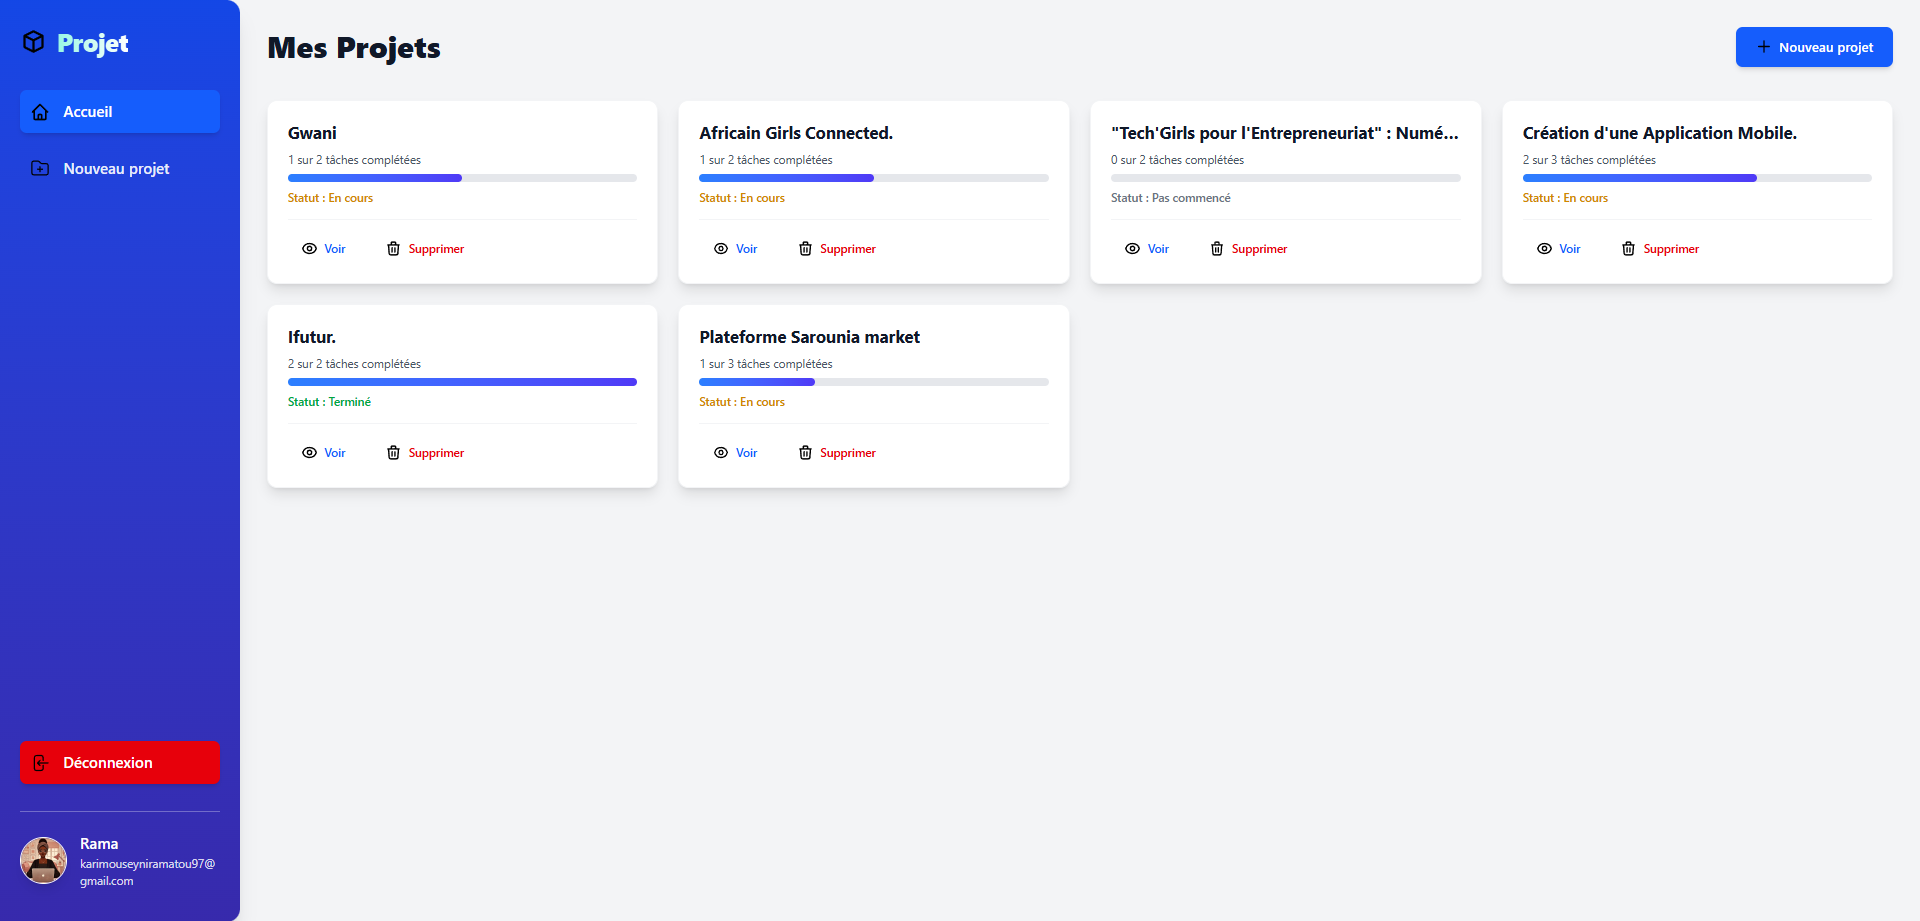 Projet
Accueil
Nouveau projet
Déconnexion
Rama
karimouseyniramatou97@
gmail.com
Mes Projets
Nouveau projet
Gwani
1 sur 2 tâches complétées
Statut : En cours
Voir
Supprimer
Africain Girls Connected.
1 sur 2 tâches complétées
Statut : En cours
Voir
Supprimer
"Tech'Girls pour l'Entrepreneuriat" : Numé...
0 sur 2 tâches complétées
Statut : Pas commencé
Voir
Supprimer
Création d'une Application Mobile.
2 sur 3 tâches complétées
Statut : En cours
Voir
Supprimer
Ifutur.
2 sur 2 tâches complétées
Statut : Terminé
Voir
Supprimer
Plateforme Sarounia market
1 sur 3 tâches complétées
Statut : En cours
Voir
Supprimer